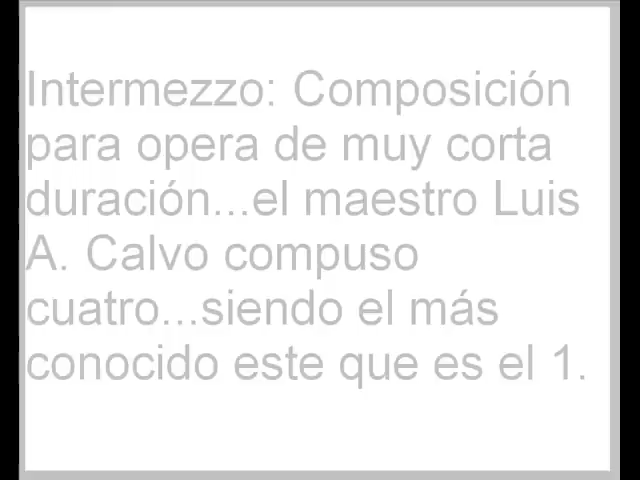 Intermezzo: Composición
para opera de muy corta
duración...el maestro Luis
A. Calvo compuso
cuatro...siendo el más
conocido este que es el 1.